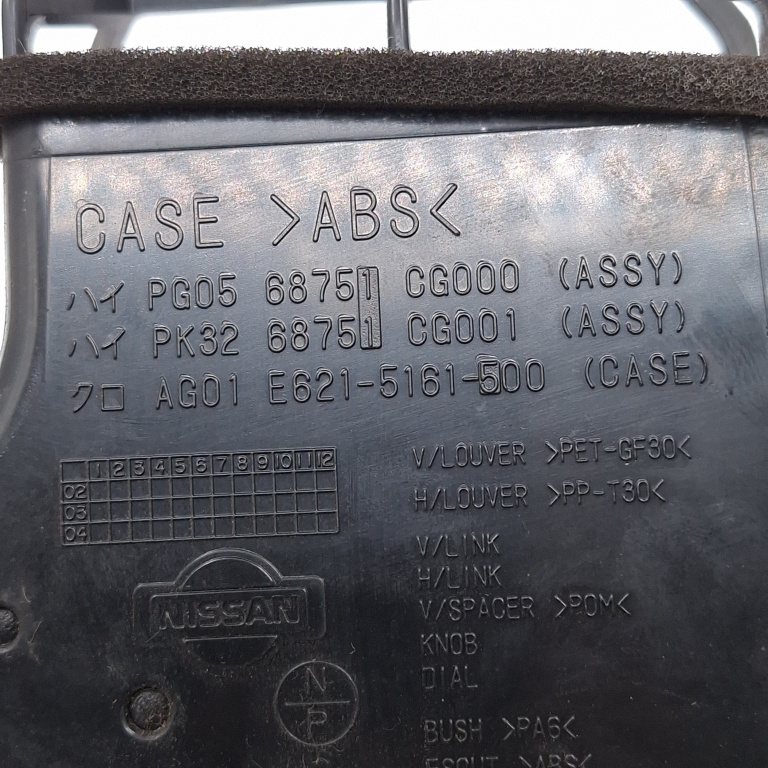 CASE >ABS<
ハイ PG05 68751 CG000 (ASSY)
ハイ PK32 68751 CG001 (ASSY)
クロ AG01 E621-5161-500 (CASE)
1 2 3 4 5 6 7 8 9 10 11 12
02
03
04
NISSAN
N
P
V/LOUVER >PET-GF30<
H/LOUVER >PP-T30<
V/LINK
H/LINK
V/SPACER >POM<
KNOB
DIAL
BUSH >PA6<
ESCUT >ABS<